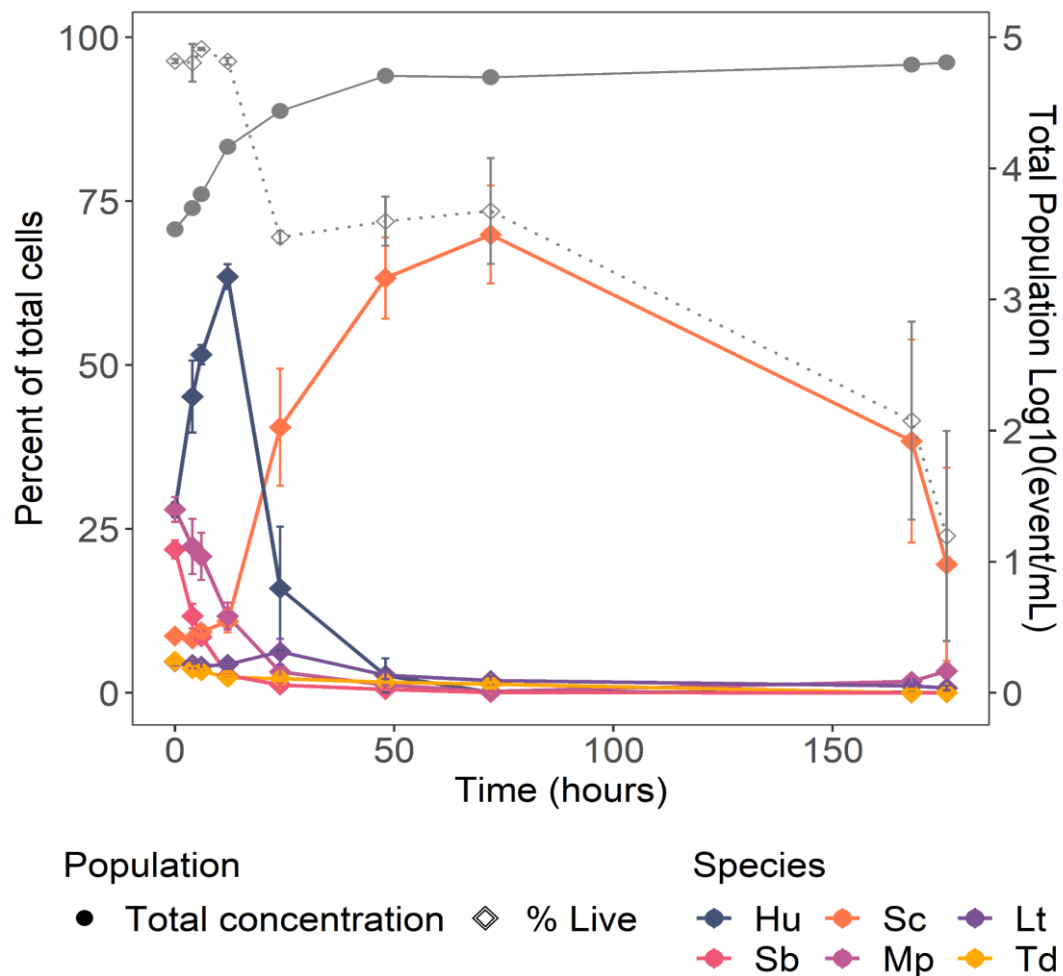 100
75
50
25
0
Percent of total cells
5
4
3
2
1
0
Total Population Log10(event/mL)
0 50 100 150
Time (hours)
Population
Total concentration % Live
Species
Hu Sc Lt
Sb Mp Td